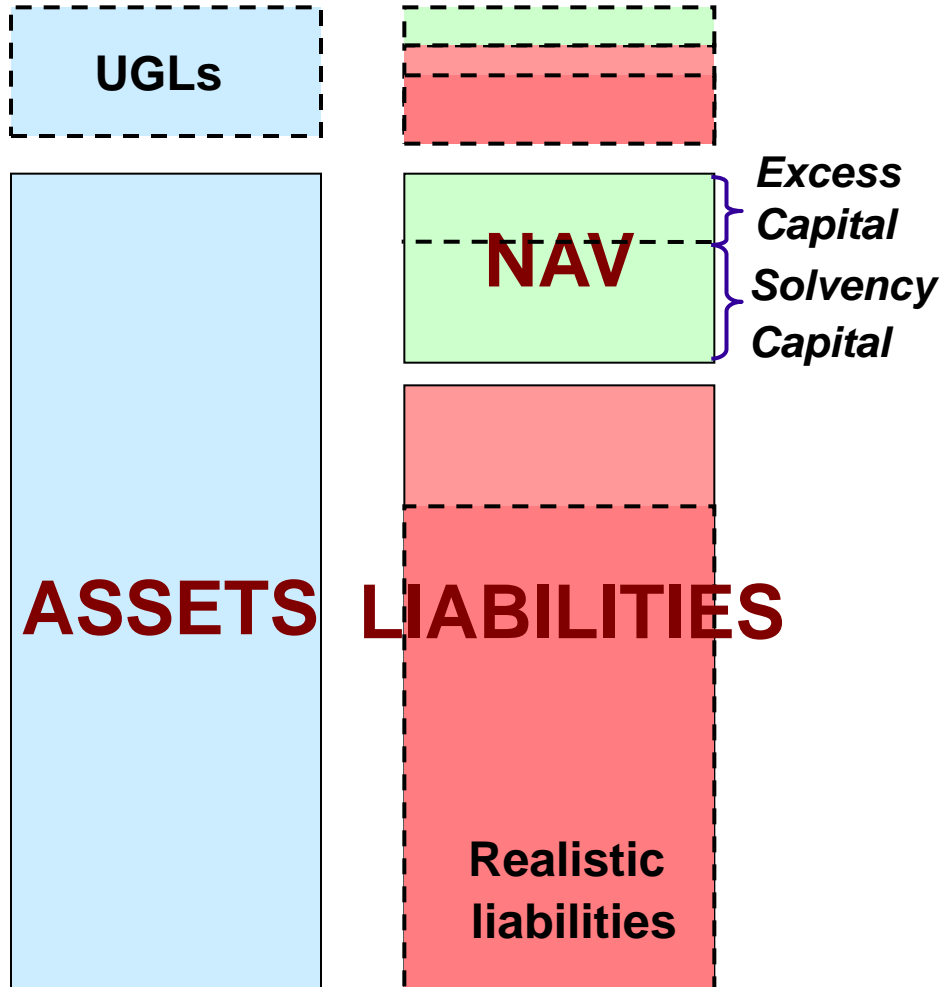 UGLs
Excess
Capital
NAV
Solvency
Capital
ASSETS
LIABILITIES
Realistic
liabilities